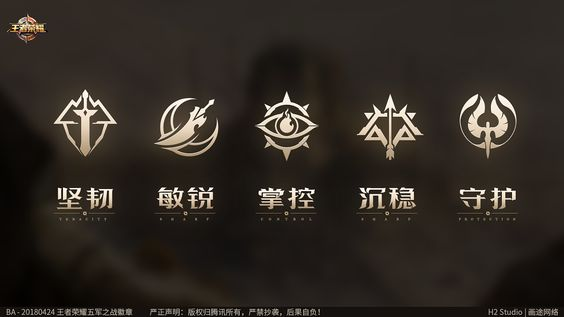 王者荣耀
坚韧 敏锐 掌控 沉稳 守护
TENACITY SHARP CONTROL SHARP PROTECTION
BA - 20180424 王者荣耀五军之战徽章 严正声明：版权归腾讯所有，严禁抄袭，后果自负！ H2 Studio | 画途网络